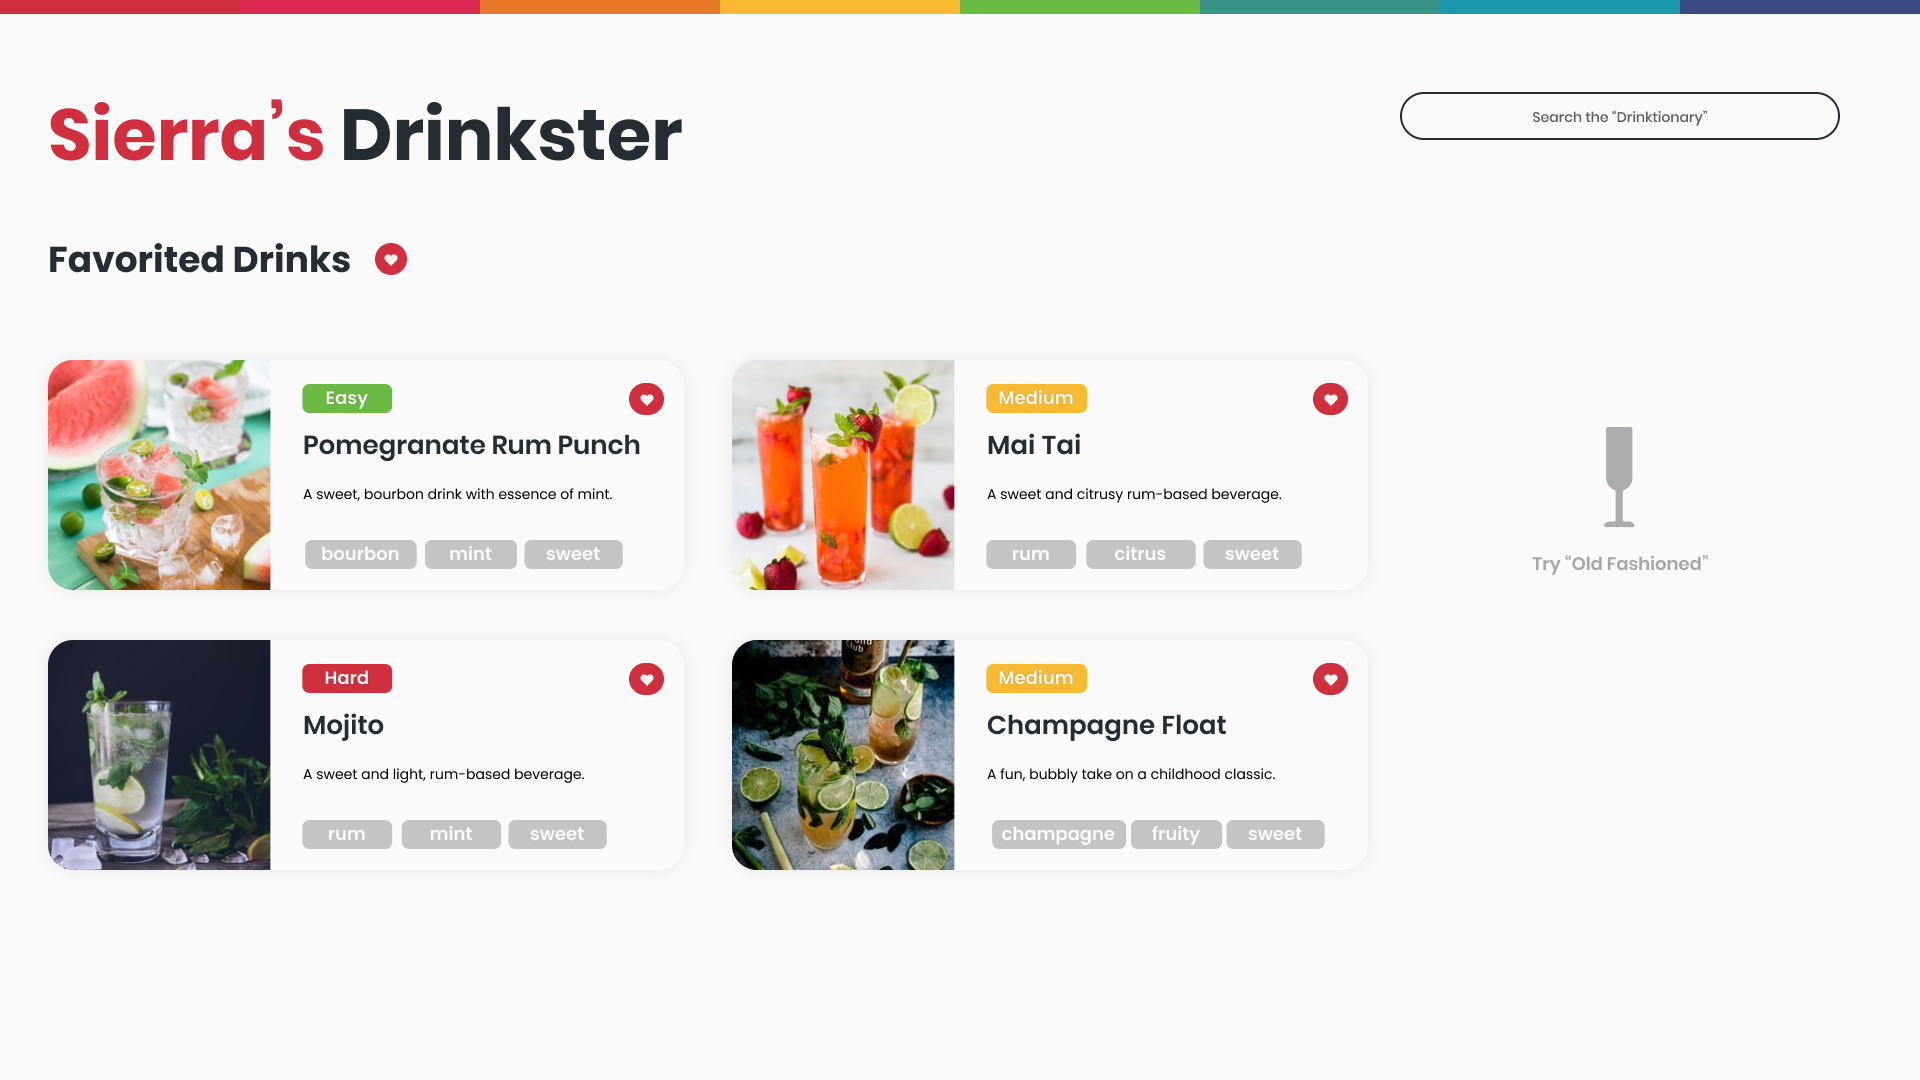 Sierra’s Drinkster
Search the “Drinktionary”
Favorited Drinks
Easy
Pomegranate Rum Punch
A sweet, bourbon drink with essence of mint.
bourbon mint sweet
Medium
Mai Tai
A sweet and citrusy rum-based beverage.
rum citrus sweet
Try “Old Fashioned”
Hard
Mojito
A sweet and light, rum-based beverage.
rum mint sweet
Club
Medium
Champagne Float
A fun, bubbly take on a childhood classic.
champagne fruity sweet